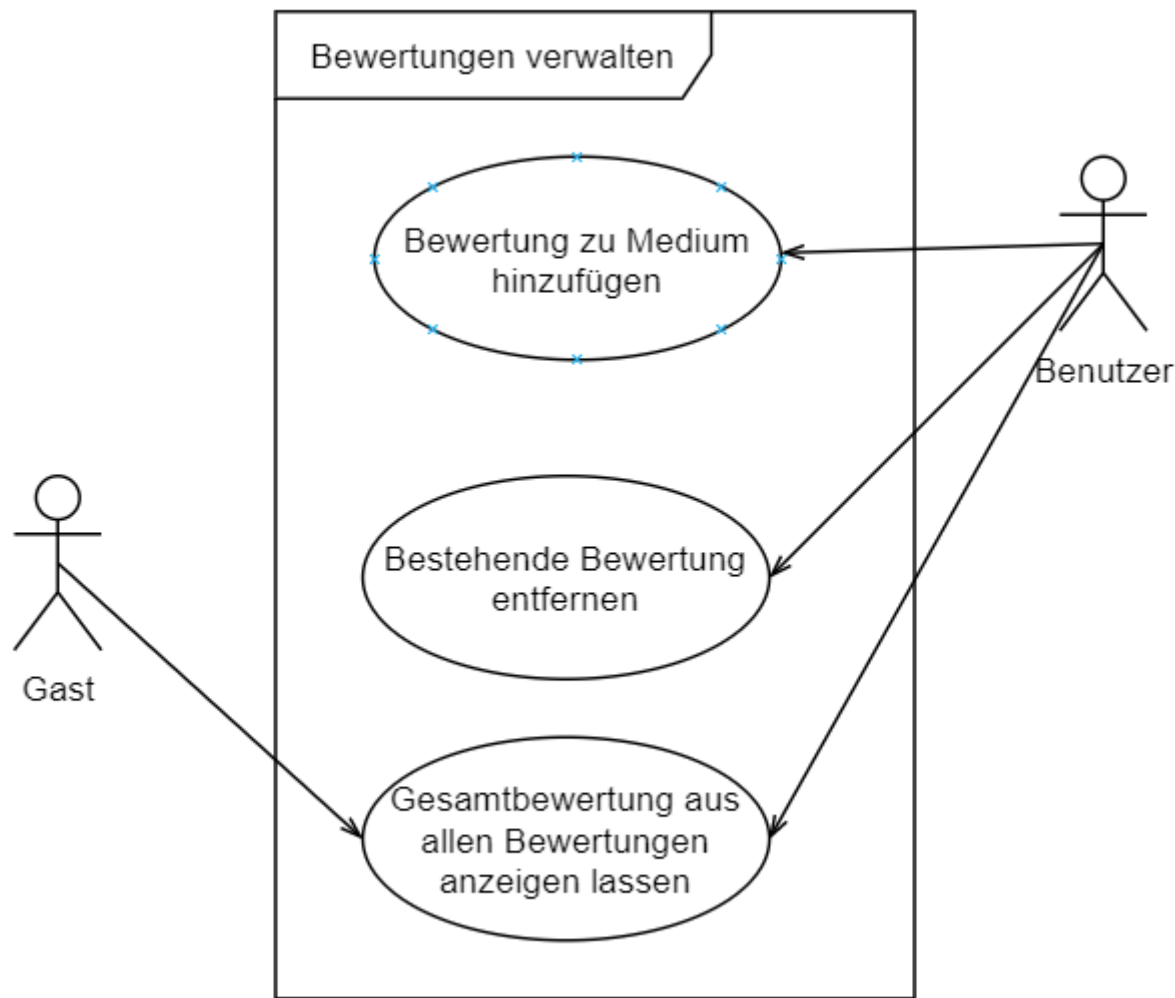 Bewertungen verwalten
Bewertung zu Medium
hinzufügen
Benutzer
Bestehende Bewertung
entfernen
Gast
Gesamtbewertung aus
allen Bewertungen
anzeigen lassen